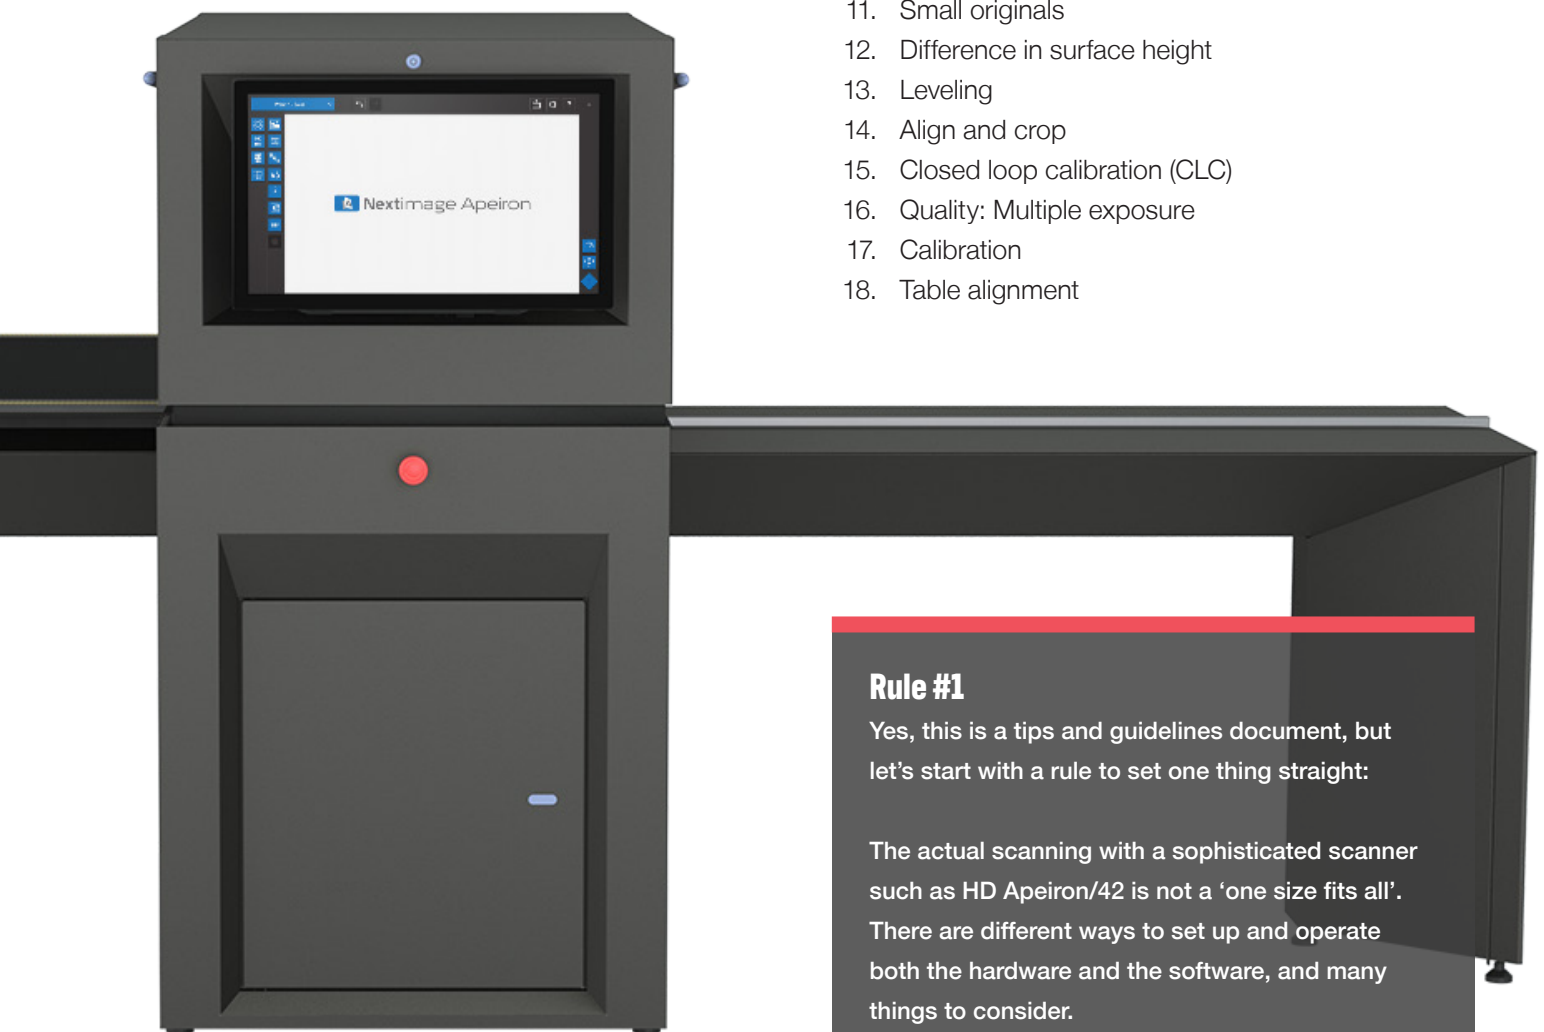 11. Small originals
12. Difference in surface height
13. Leveling
14. Align and crop
15. Closed loop calibration (CLC)
16. Quality: Multiple exposure
17. Calibration
18. Table alignment
Nextimage Apeiron
Rule #1
Yes, this is a tips and guidelines document, but
let’s start with a rule to set one thing straight:
The actual scanning with a sophisticated scanner
such as HD Apeiron/42 is not a ‘one size fits all’.
There are different ways to set up and operate
both the hardware and the software, and many
things to consider.